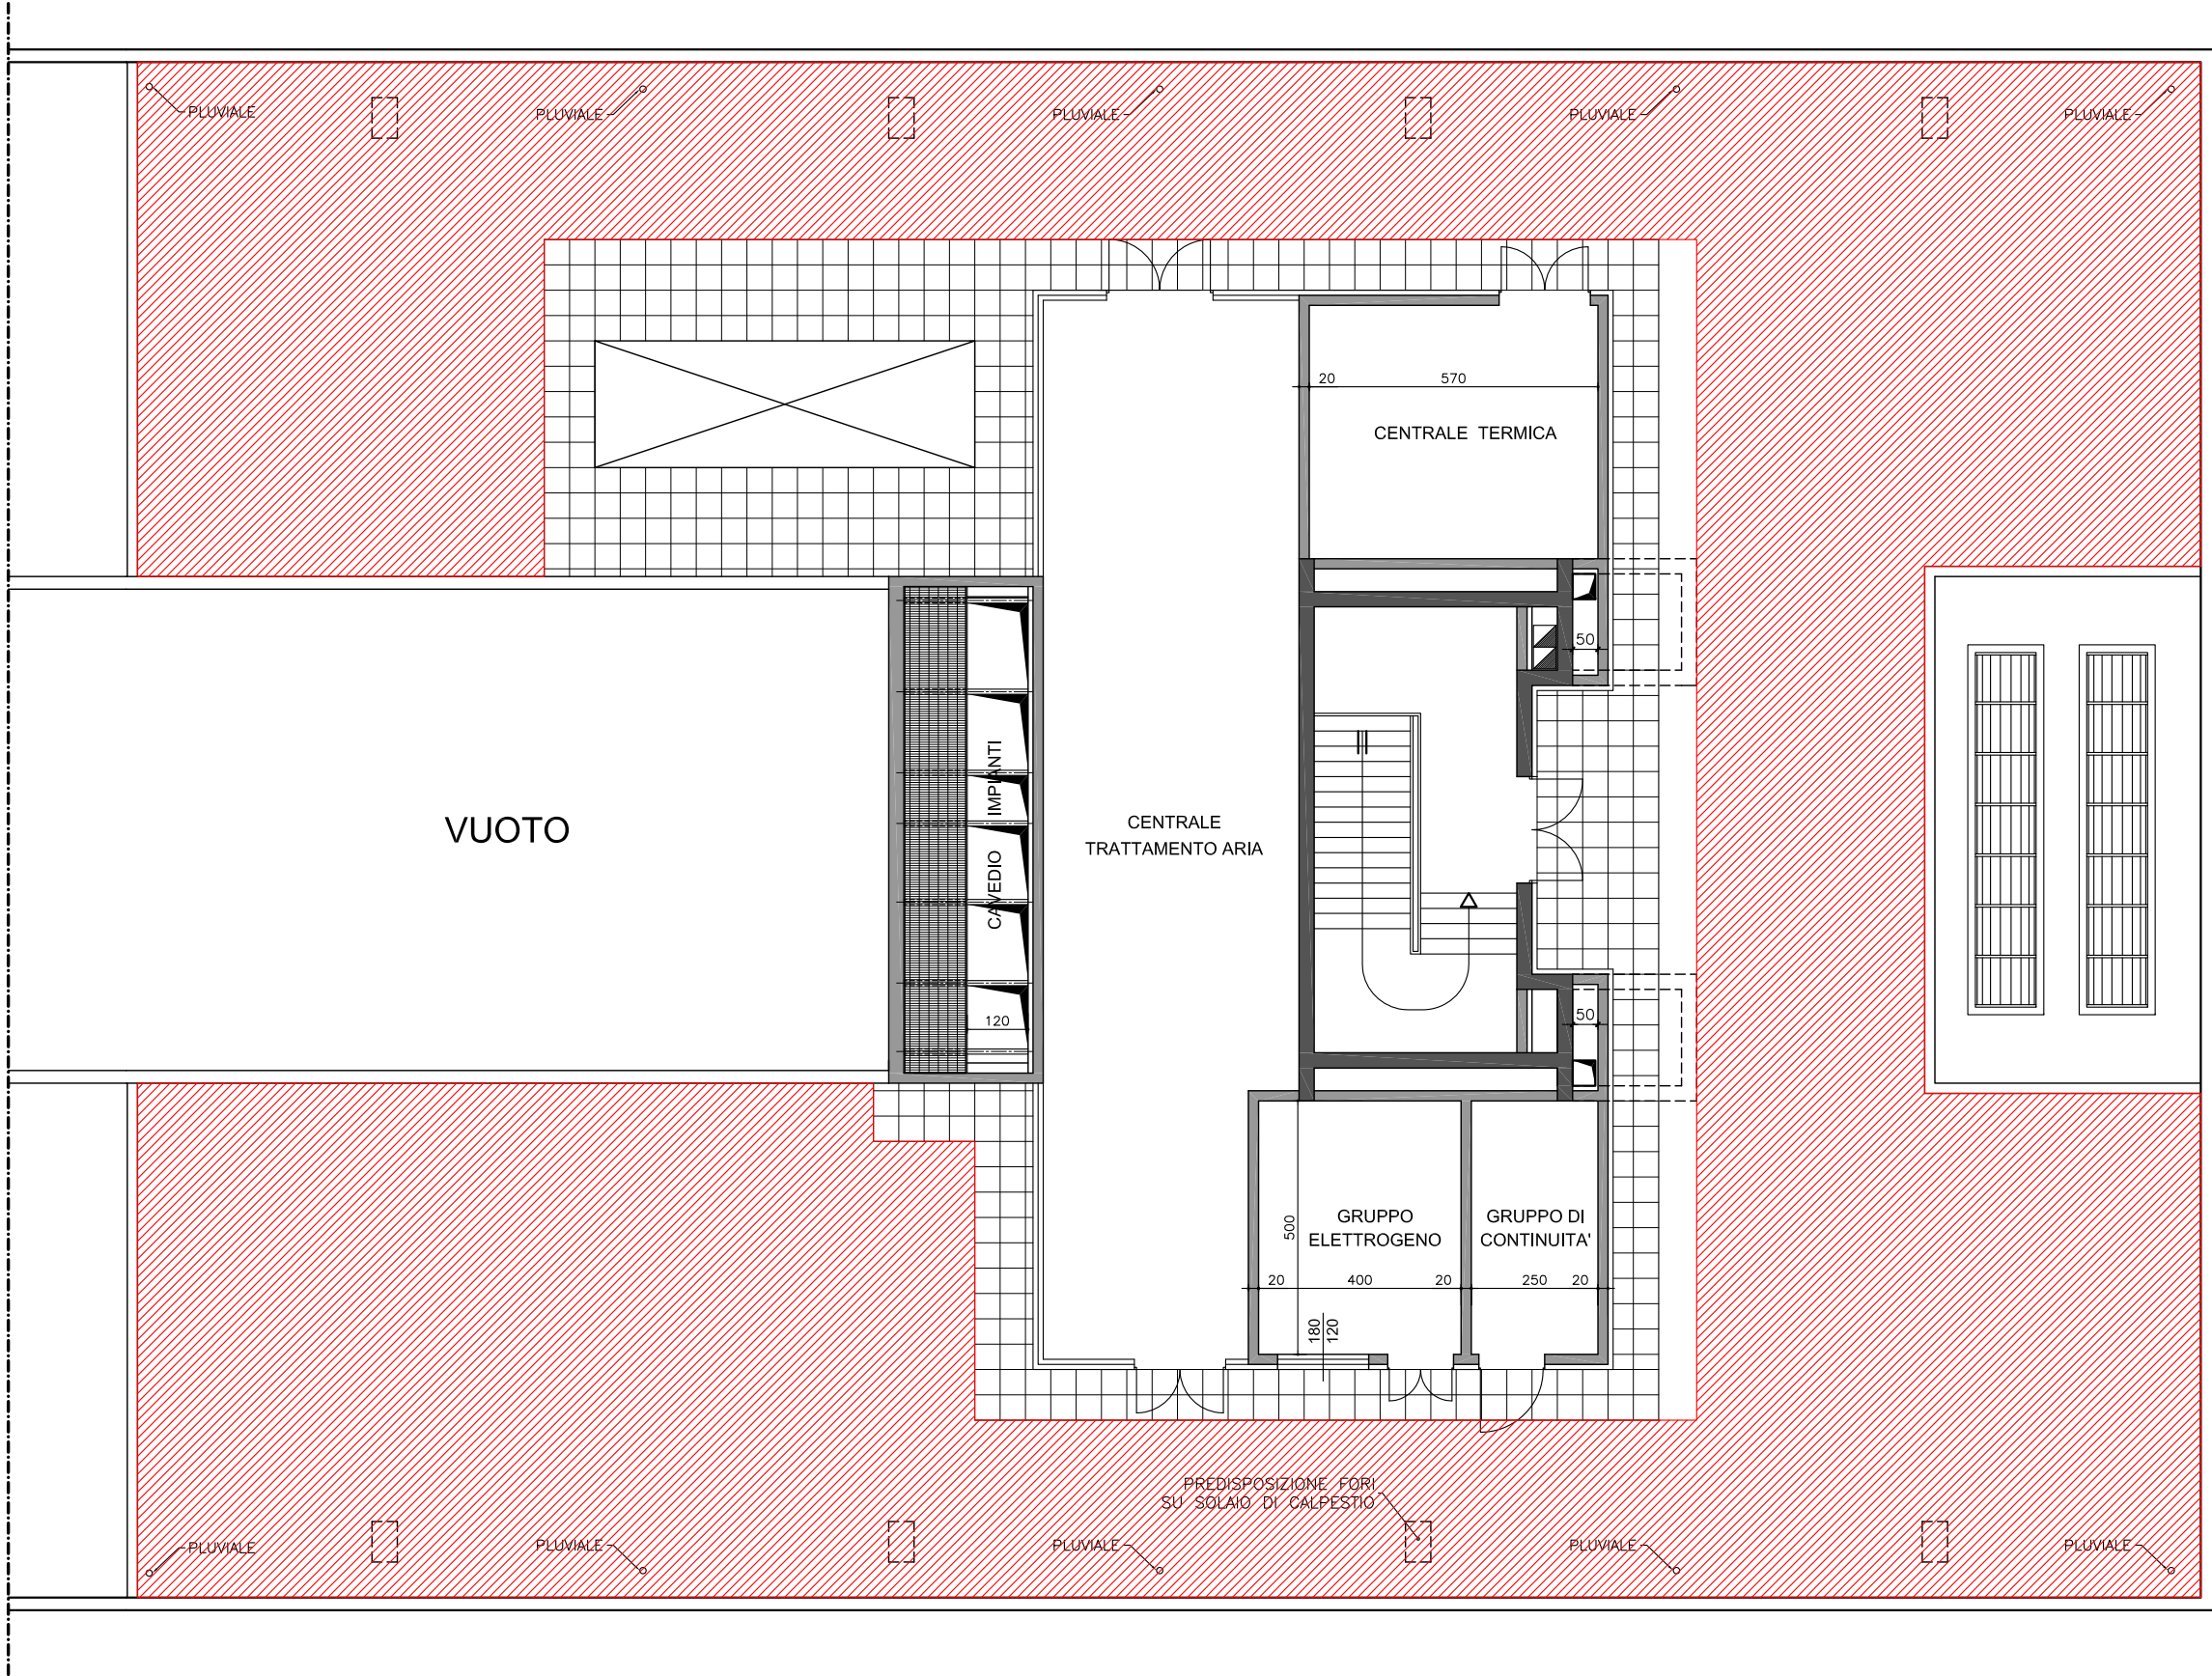 PLUVIALE
PLUVIALE
PLUVIALE
PLUVIALE
PLUVIALE
20
570
CENTRALE TERMICA
50
VUOTO
CAVEDIO IMPIANTI
CENTRALE
TRATTAMENTO ARIA
120
50
500
GRUPPO
ELETTROGENO
GRUPPO DI
CONTINUITA'
20
400
20
250
20
180
120
PREDISPOSIZIONE FORI
SU SOLAIO DI CALPESTIO
PLUVIALE
PLUVIALE
PLUVIALE
PLUVIALE
PLUVIALE